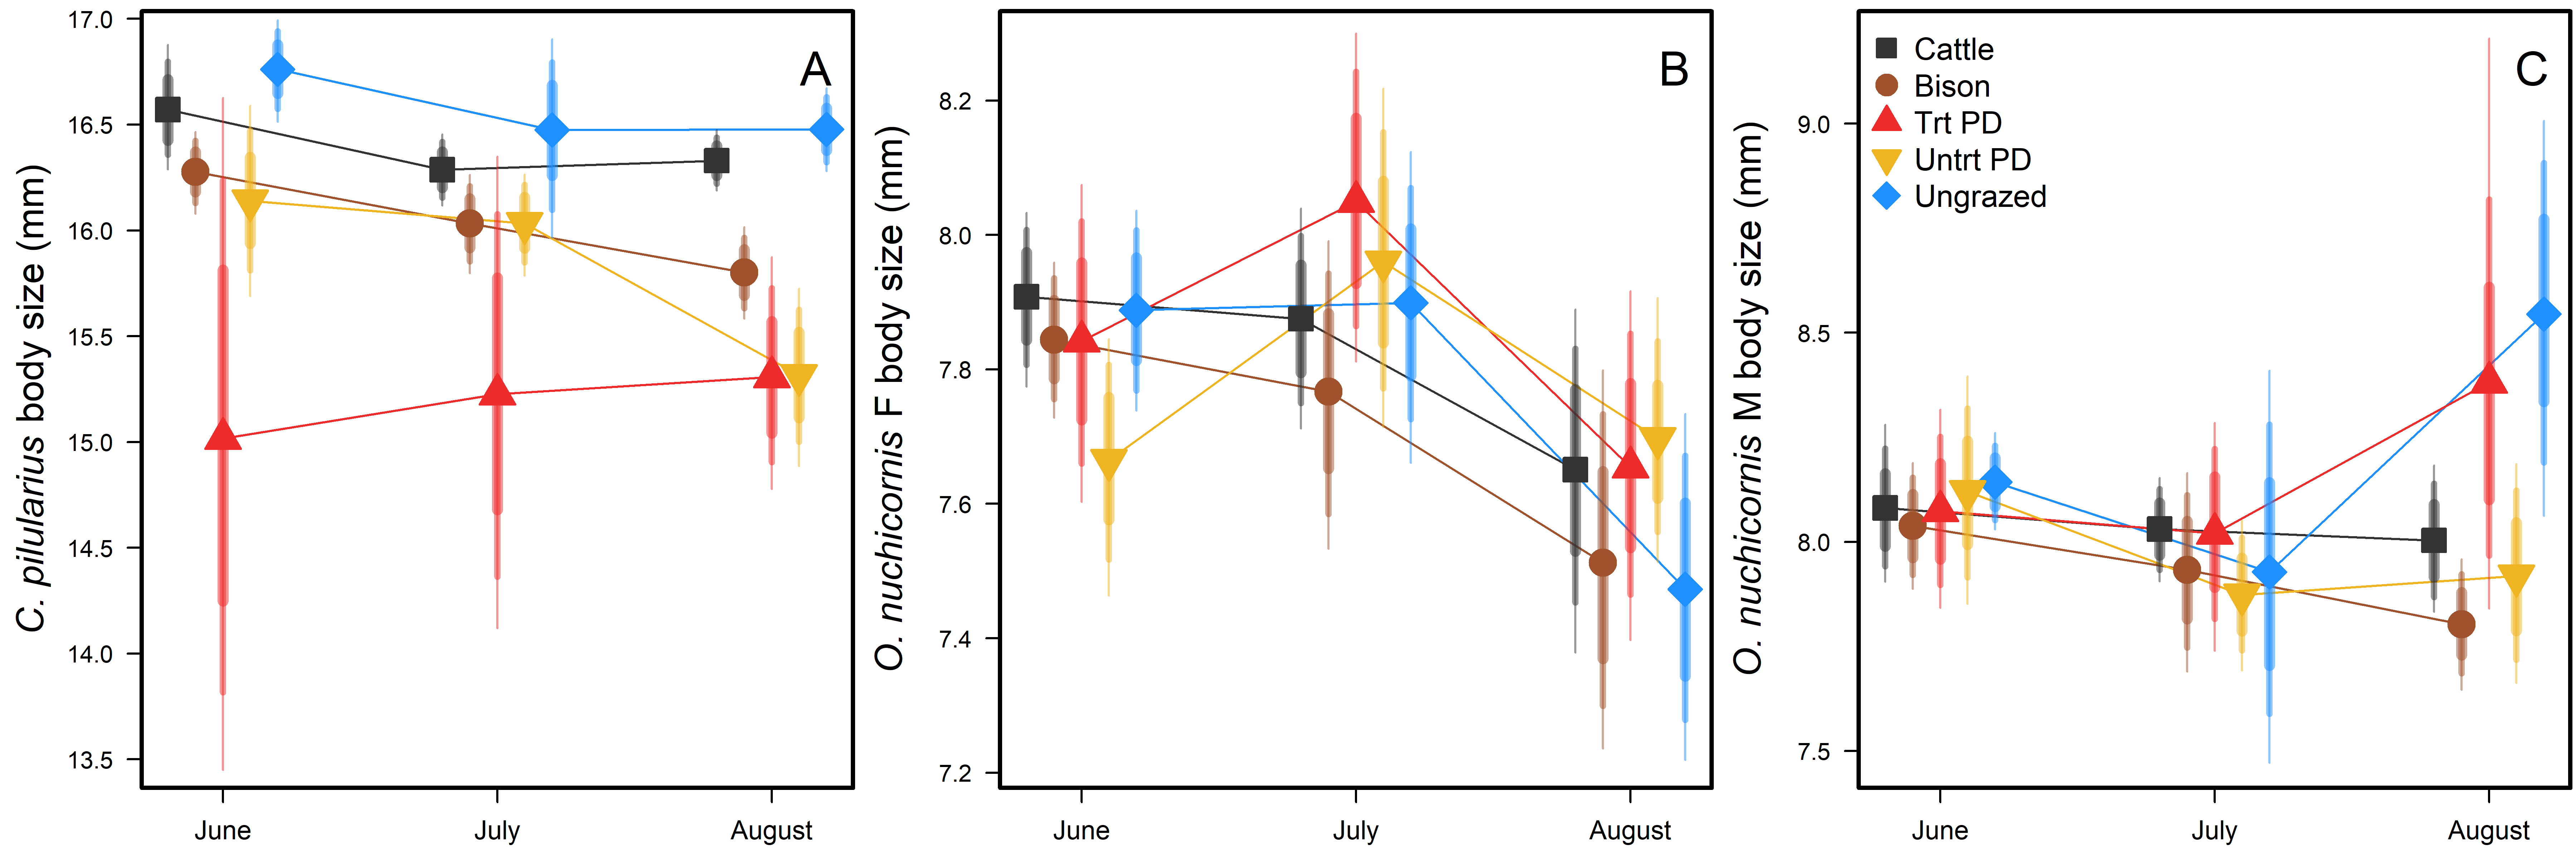 C. pilularius body size (mm)
17.0
16.5
16.0
15.5
15.0
14.5
14.0
13.5
June
July
August
A
O. nuchicornis F body size (mm)
8.2
8.0
7.8
7.6
7.4
7.2
June
July
August
B
O. nuchicornis M body size (mm)
9.0
8.5
8.0
7.5
June
July
August
C
Cattle
Bison
Trt PD
Untrt PD
Ungrazed